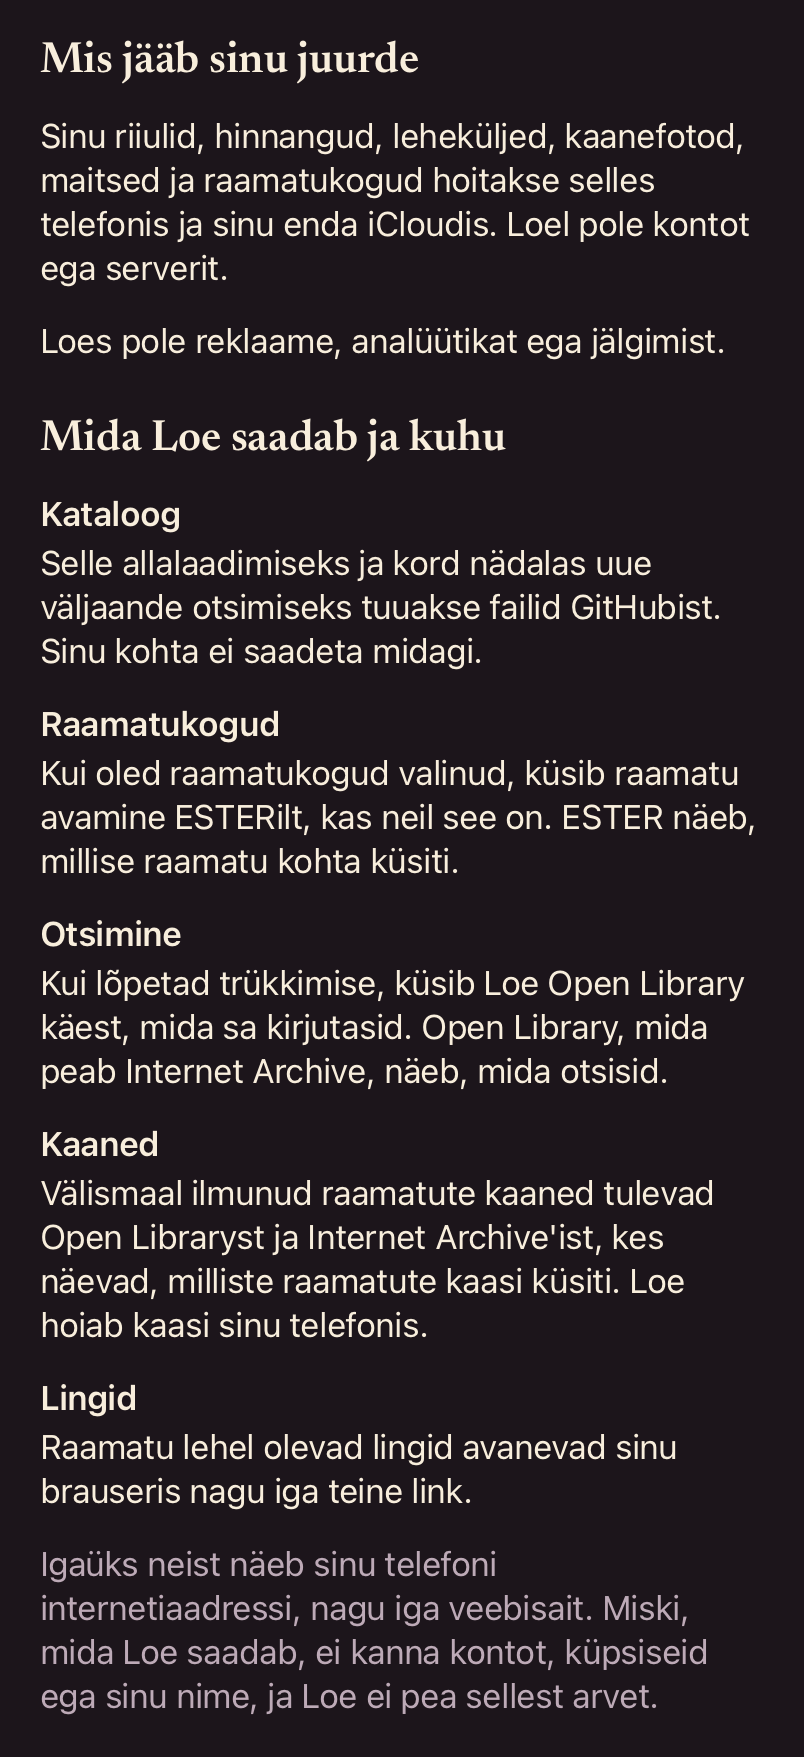 Mis jääb sinu juurde
Sinu riiulid, hinnangud, leheküljed, kaanefotod,
maitsed ja raamatukogud hoitakse selles
telefonis ja sinu enda iCloudis. Loel pole kontot
ega serverit.
Loes pole reklaame, analüütikat ega jälgimist.
Mida Loe saadab ja kuhu
Kataloog
Selle allalaadimiseks ja kord nädalas uue
väljaande otsimiseks tuuakse failid GitHubist.
Sinu kohta ei saadeta midagi.
Raamatukogud
Kui oled raamatukogud valinud, küsib raamatu
avamine ESTERilt, kas neil see on. ESTER näeb,
millise raamatu kohta küsiti.
Otsimine
Kui lõpetad trükkimise, küsib Loe Open Library
käest, mida sa kirjutasid. Open Library, mida
peab Internet Archive, näeb, mida otsisid.
Kaaned
Välismaal ilmunud raamatute kaaned tulevad
Open Libraryst ja Internet Archive'ist, kes
näevad, milliste raamatute kaasi küsiti. Loe
hoiab kaasi sinu telefonis.
Lingid
Raamatu lehel olevad lingid avanevad sinu
brauseris nagu iga teine link.
Igaüks neist näeb sinu telefoni
internetiaadressi, nagu iga veebisait. Miski,
mida Loe saadab, ei kanna kontot, küpsiseid
ega sinu nime, ja Loe ei pea sellest arvet.